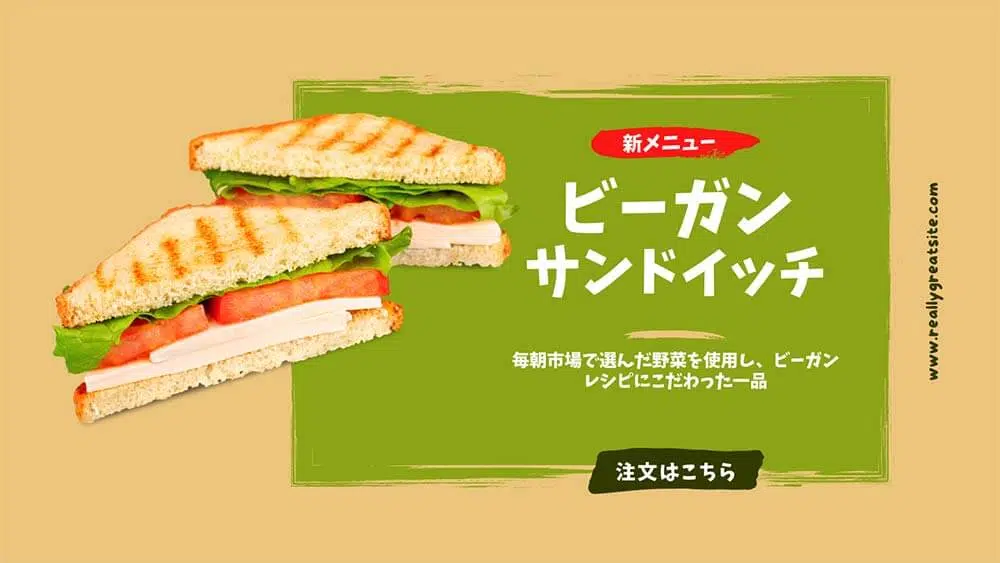 新メニュー
ビーガン
サンドイッチ
毎朝市場で選んだ野菜を使用し、ビーガン
レシピにこだわった一品
注文はこちら
www.reallygreatsite.com